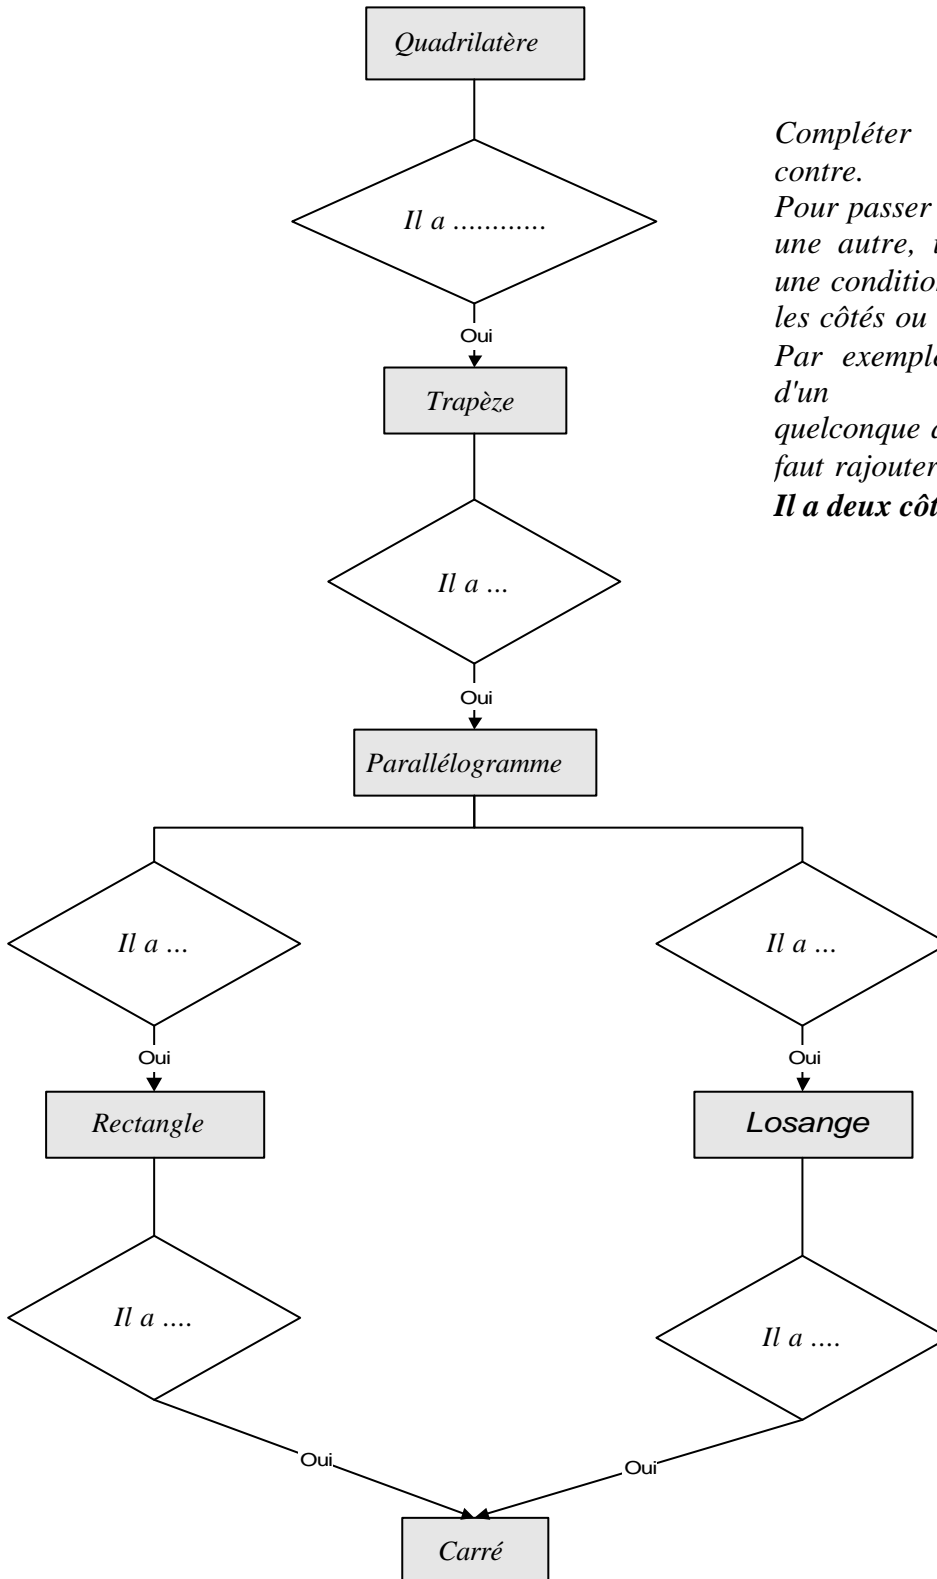 Quadrilatère
Compléter
contre.
Pour passer
une autre,
une condition
les côtés ou
Par exemple
d'un
quelconque
faut rajouter
Il a deux
Il a ............
Oui
Trapèze
Il a ...
Oui
Parallélogramme
Il a ...
Il a ...
Oui
Oui
Rectangle
Losange
Il a ....
Il a ....
Oui
Oui
Carré